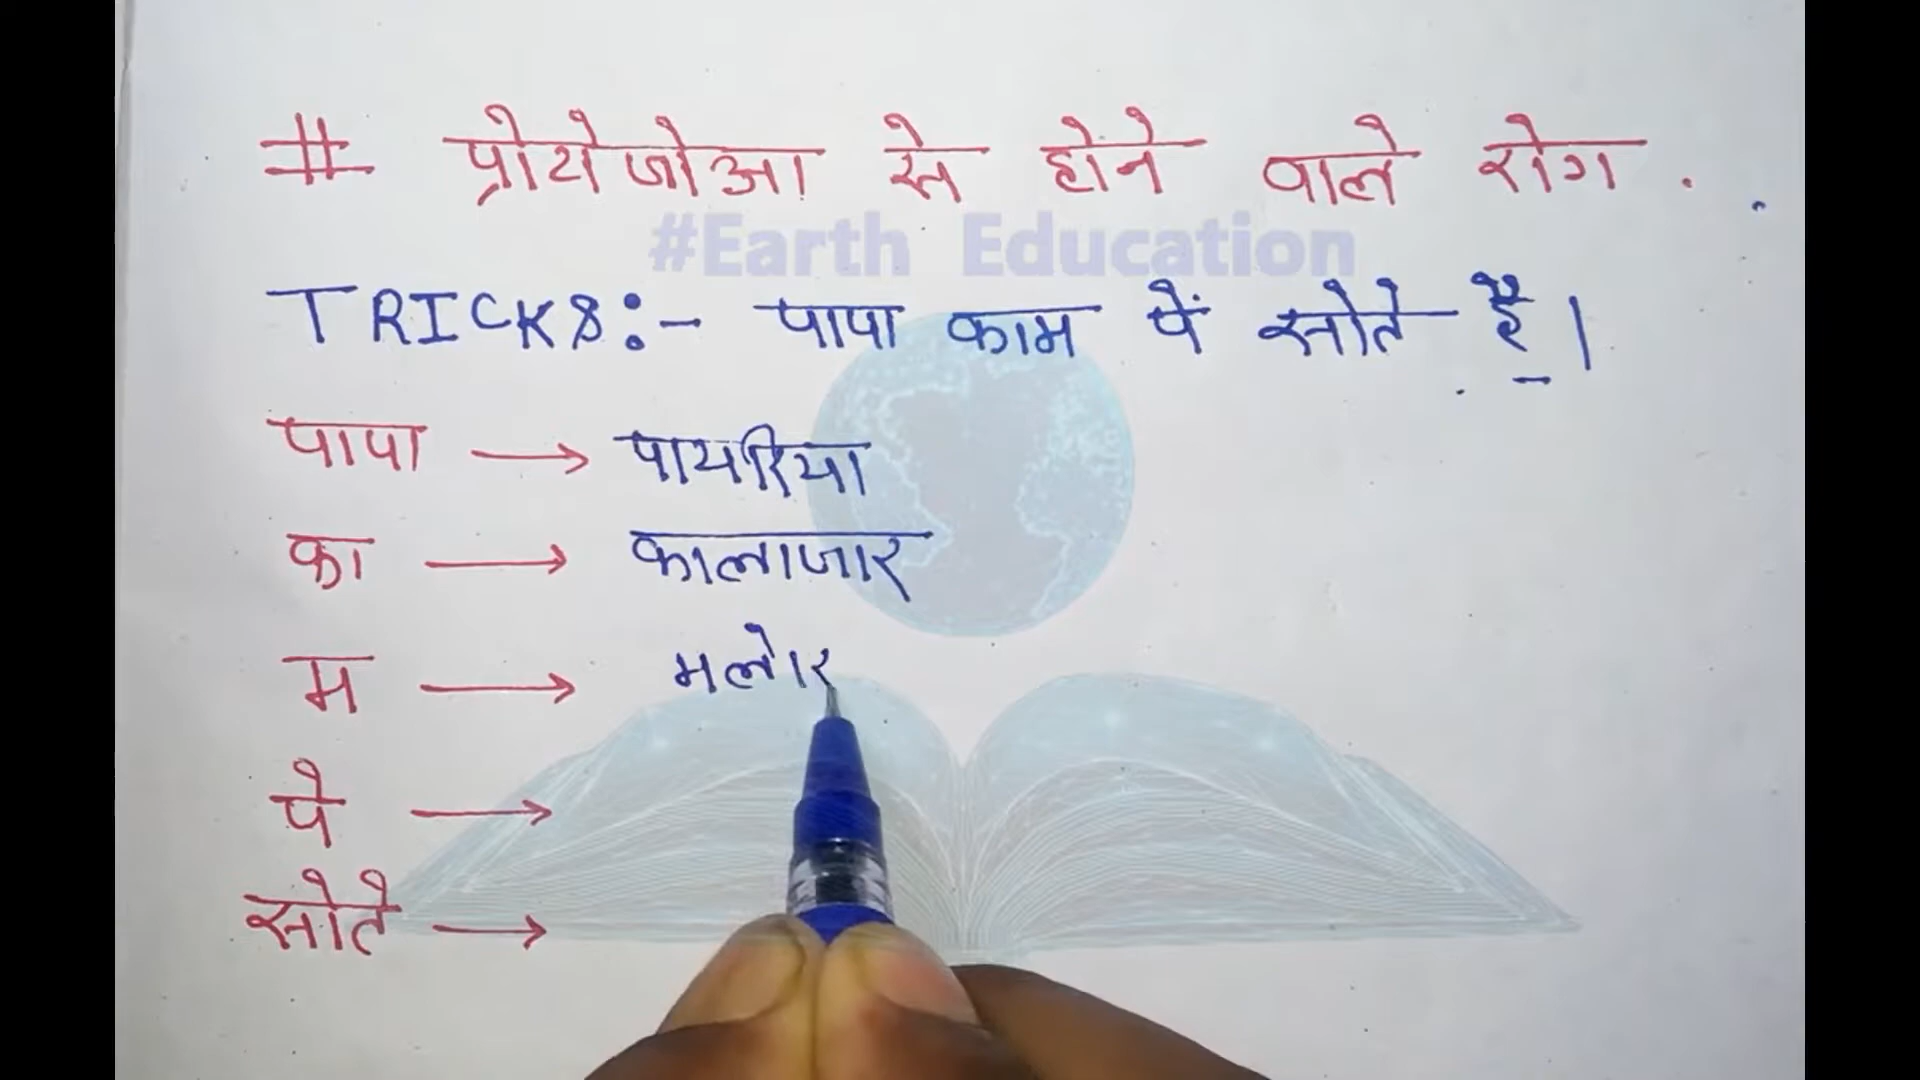 # प्रोटोजोआ से होने वाले रोग .
#Earth Education
TRICKS:- पापा काम पें सोते हैं।
पापा → पायरिया
का → कालाजार
म → मलेार
पे →
सोते →